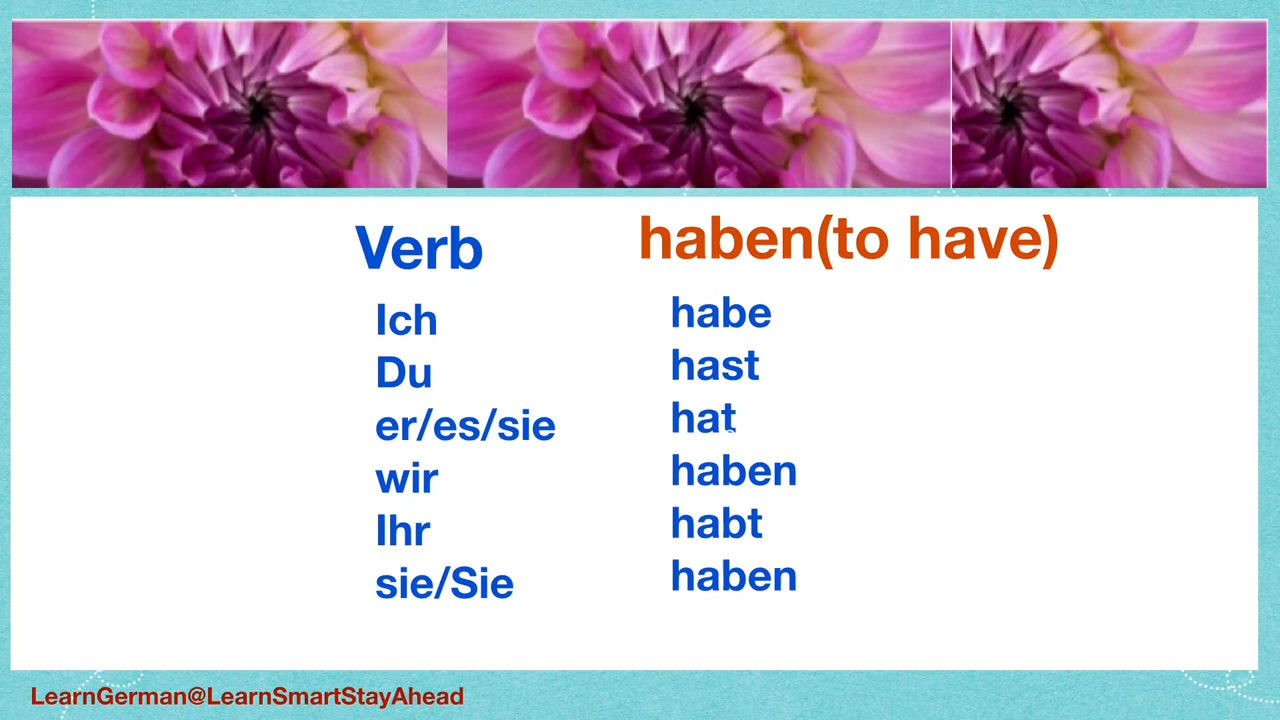 Verb haben(to have)
Ich habe
Du hast
er/es/sie hat
wir haben
Ihr habt
sie/Sie haben
LearnGerman@LearnSmartStayAhead